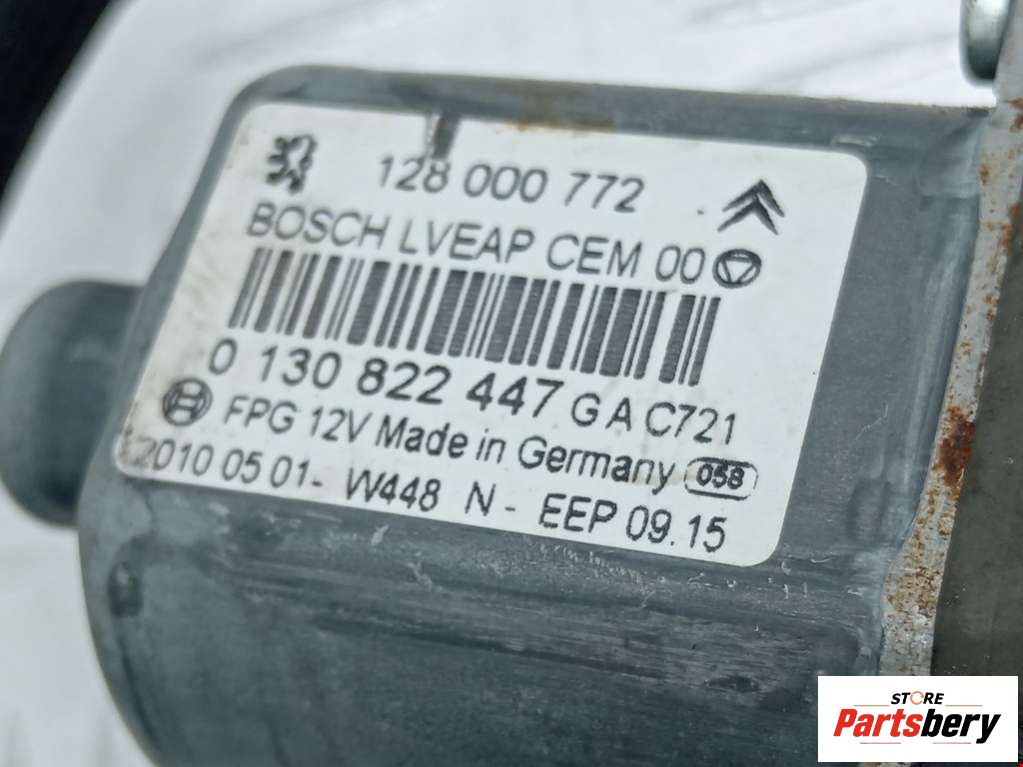 128 000 772
BOSCH LVEAP CEM 00
0 130 822 447 G A C721
FPG 12V Made in Germany 058
2010 05 01- W448 N - EEP 09.15
STORE
Partsbery